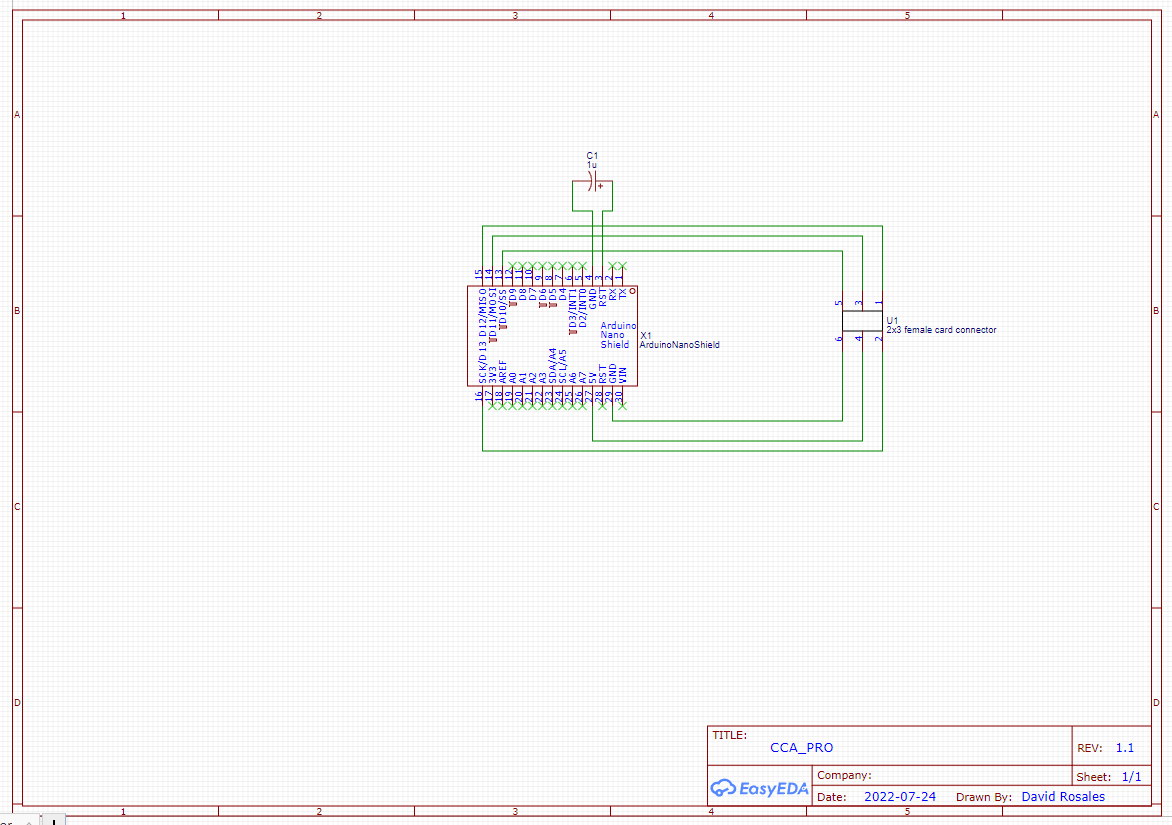 1 2 3 4 5
A A
C1
1u
15 14 13 12 11 10 9 8 7 6 5 4 3 2 1
D12/MISO D11/MOSI D10/SS D9 D8 D7 D6 D5 D4 D3/INT1 D2/INT0 GND RST RX TX
B B
5 3 1
Arduino
Nano
Shield
X1
ArduinoNanoShield
U1
2x3 female card connector
6 4 2
SCK/D13 3V3 AREF A0 A1 A2 A3 SDA/A4 SCL/A5 A6 A7 5V RST GND VIN
16 17 18 19 20 21 22 23 24 25 26 27 28 29 30
C C
D D
TITLE:
CCA_PRO
REV: 1.1
EasyEDA
Company:
Sheet: 1/1
Date: 2022-07-24 Drawn By: David Rosales
1 2 3 4 5